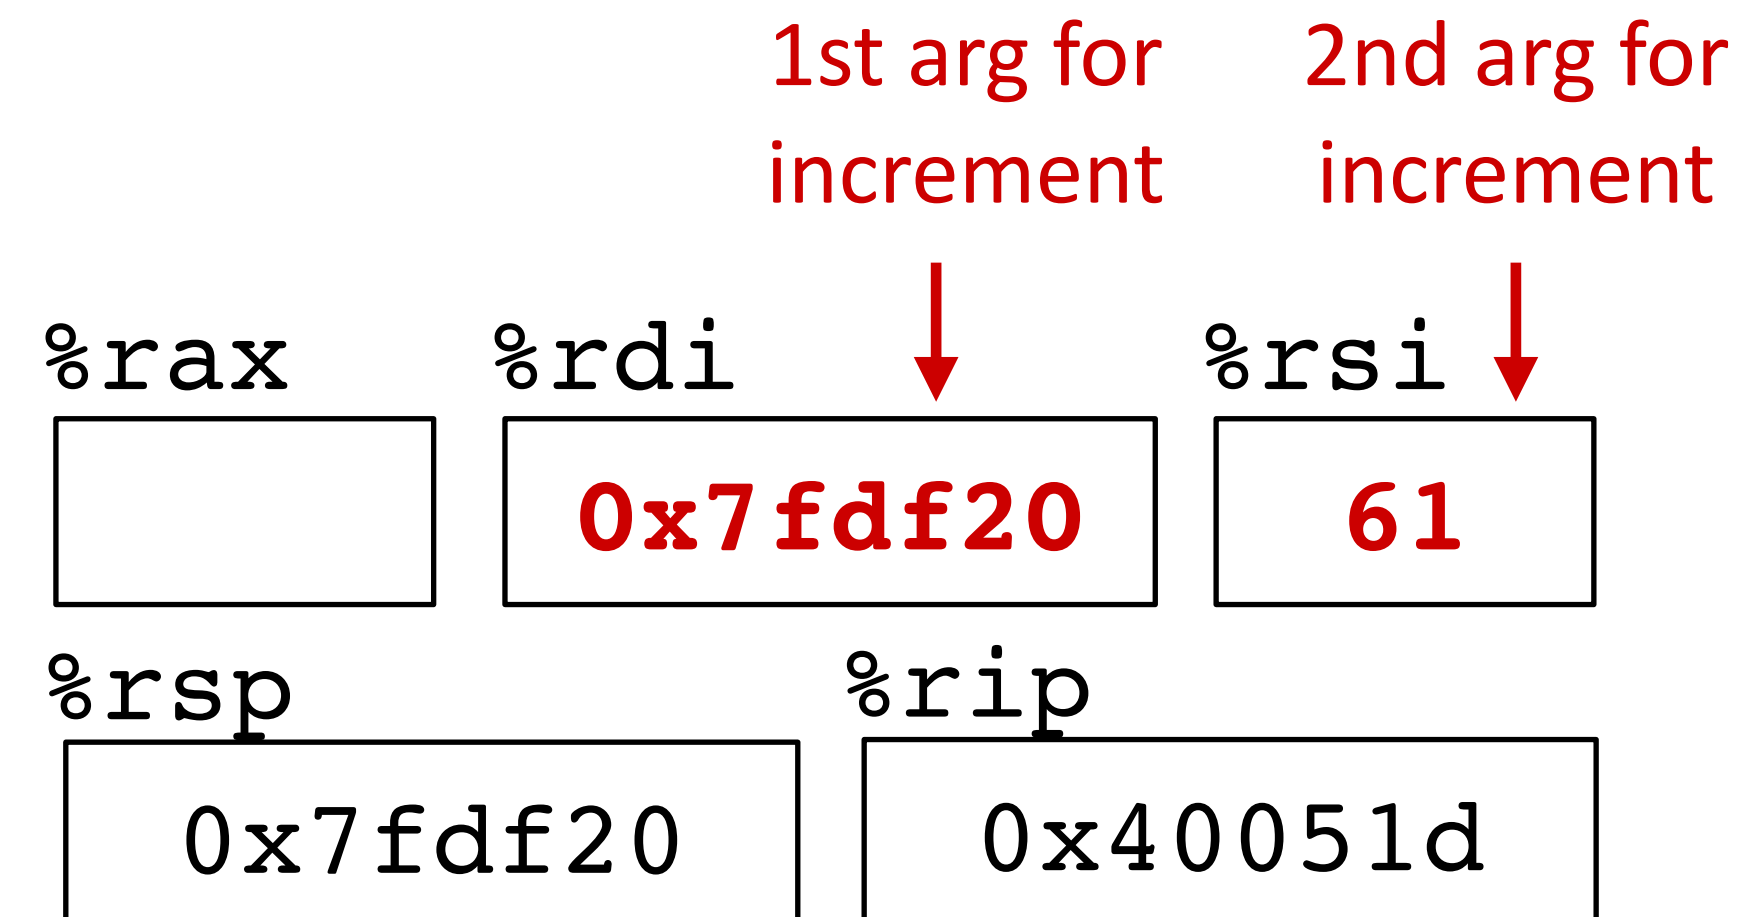 1st arg for
increment
2nd arg for
increment
%rax
%rdi
%rsi
0x7fdf20
61
%rsp
%rip
0x7fdf20
0x40051d